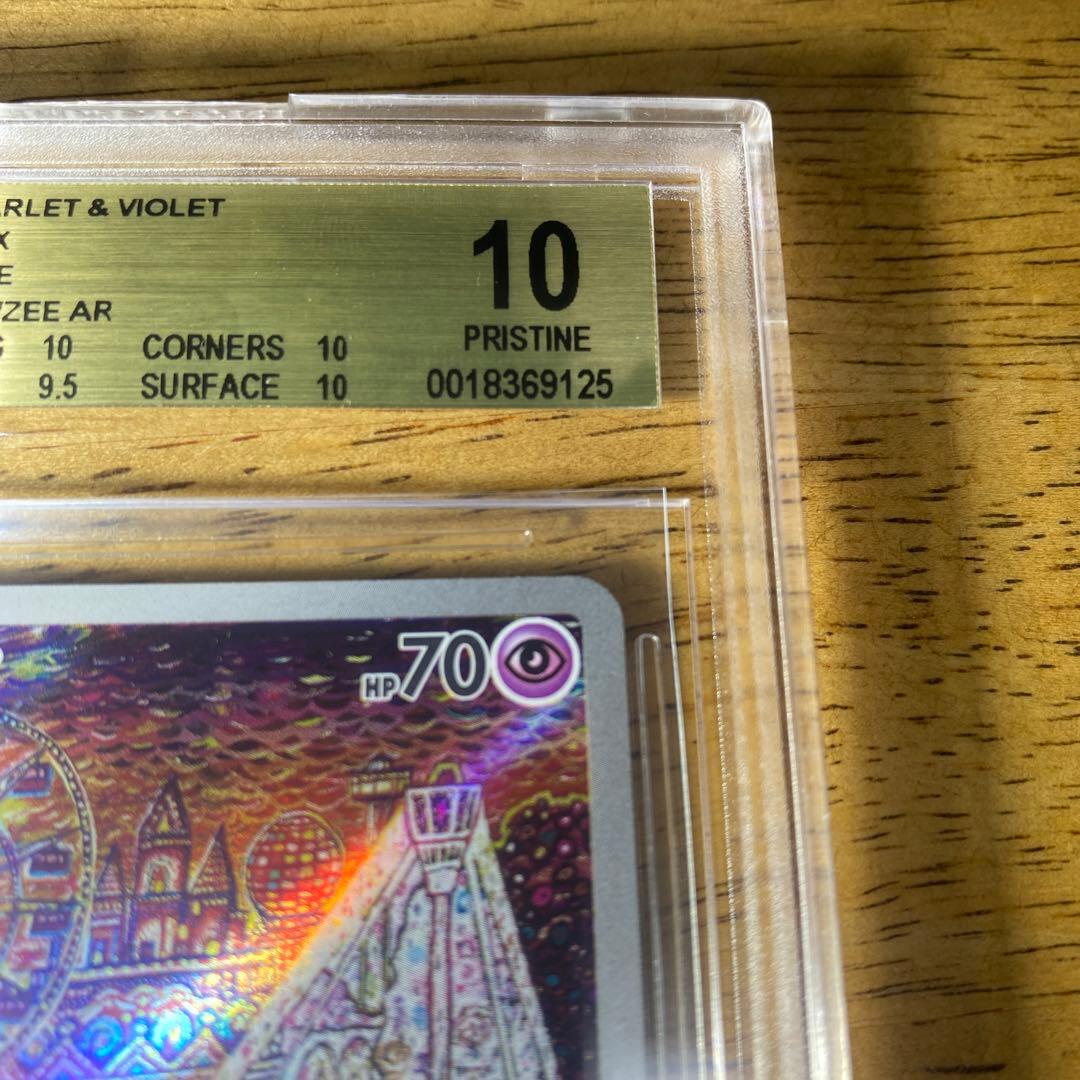 ARLET & VIOLET
X
E
ZEE AR
10
PRISTINE
G 10 CORNERS 10
9.5 SURFACE 10
0018369125
HP70